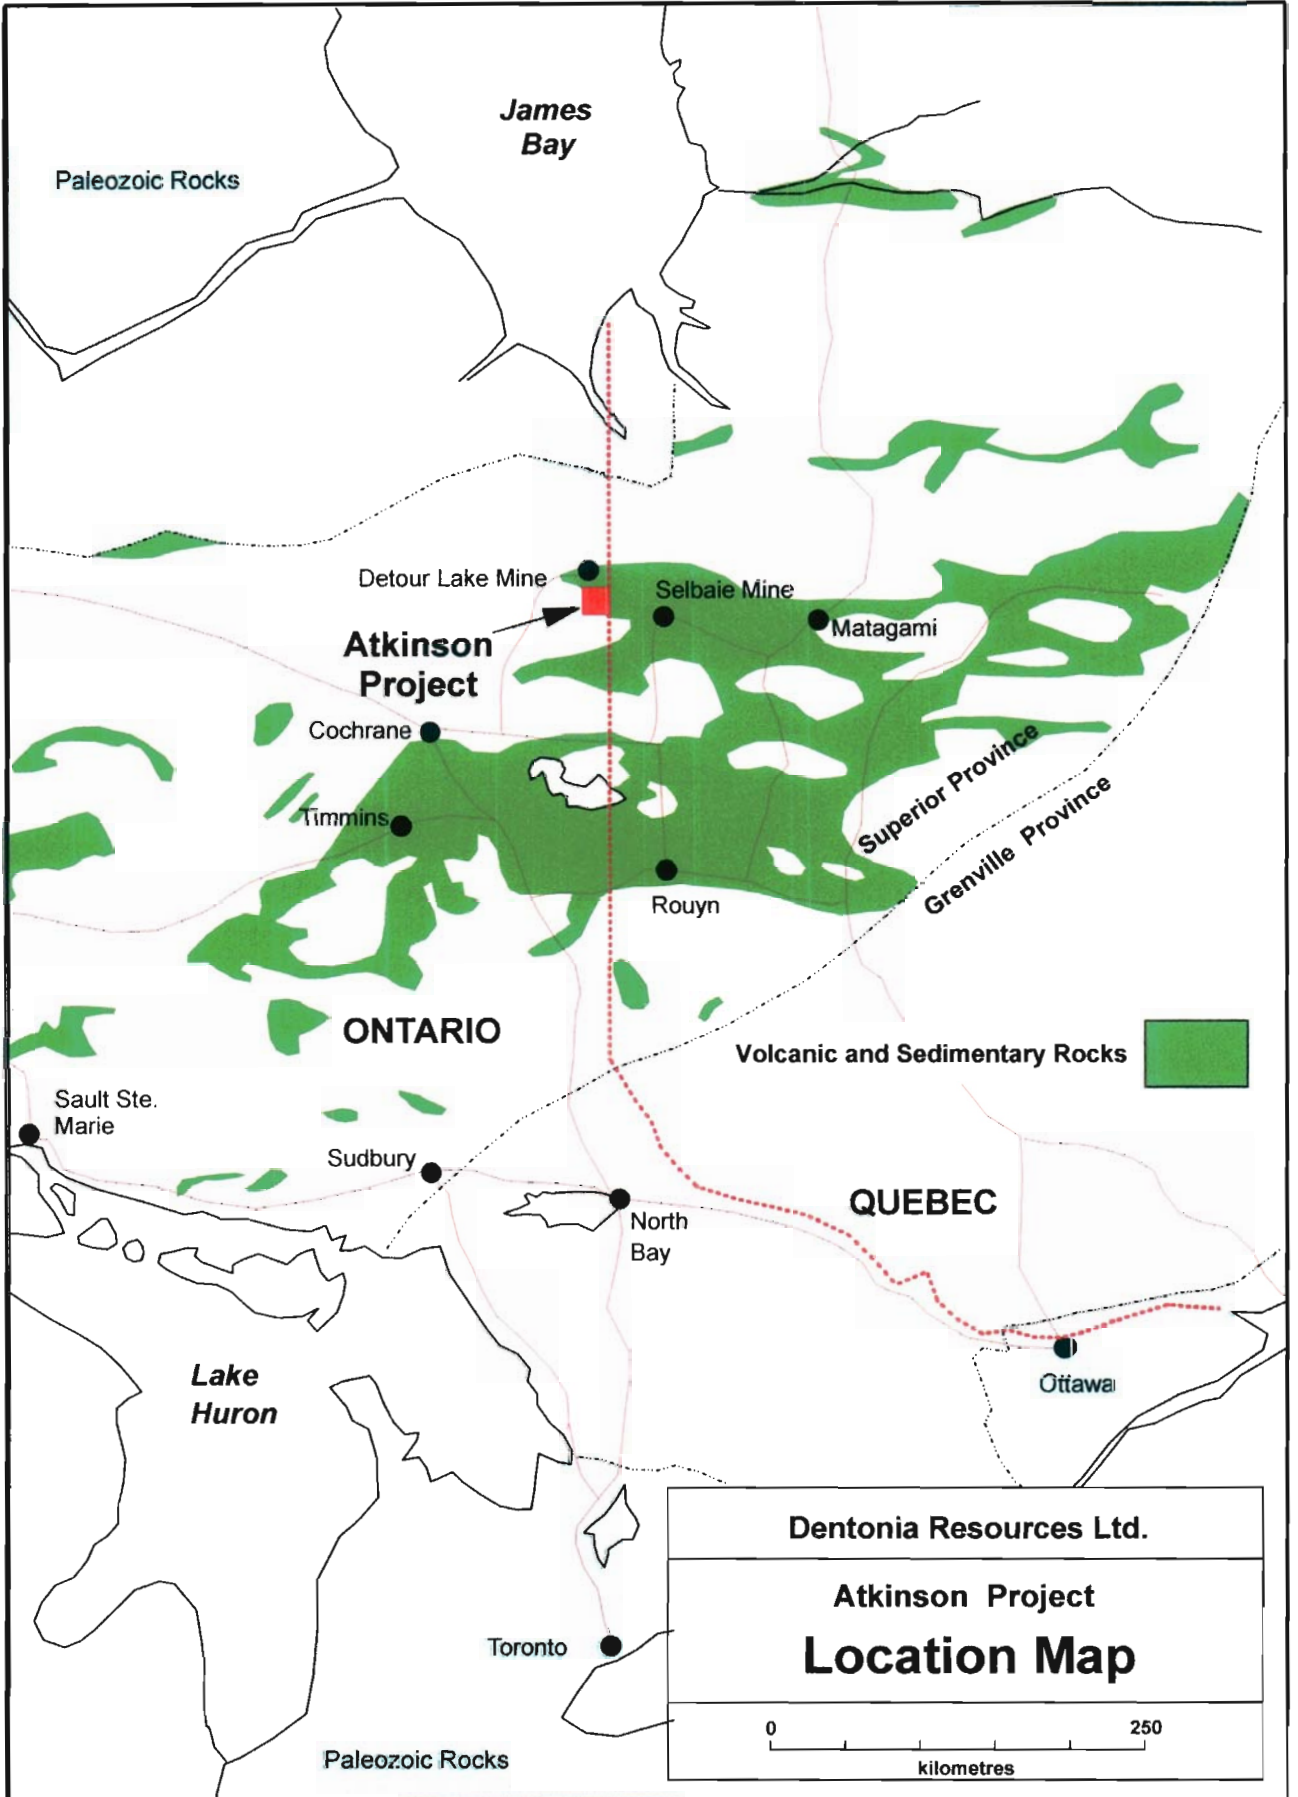 James
Bay
Paleozoic Rocks
Detour Lake Mine
Selbaie Mine
Matagami
Atkinson
Project
Cochrane
Timmins
Superior Province
Grenville Province
Rouyn
ONTARIO
Volcanic and Sedimentary Rocks
Sault Ste.
Marie
Sudbury
North
Bay
QUEBEC
Lake
Huron
Ottawa
Toronto
Paleozoic Rocks
Dentonia Resources Ltd.
Atkinson Project
Location Map
0 250
kilometres